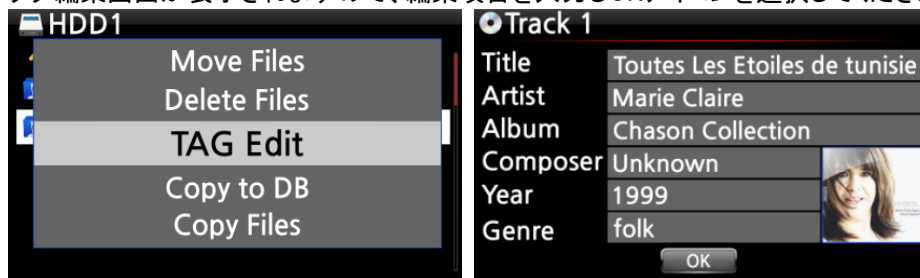 HDD1
Move Files
Delete Files
TAG Edit
Copy to DB
Copy Files
Track 1
Title Toutes Les Etoiles de tunisie
Artist Marie Claire
Album Chason Collection
Composer Unknown
Year 1999
Genre folk
OK